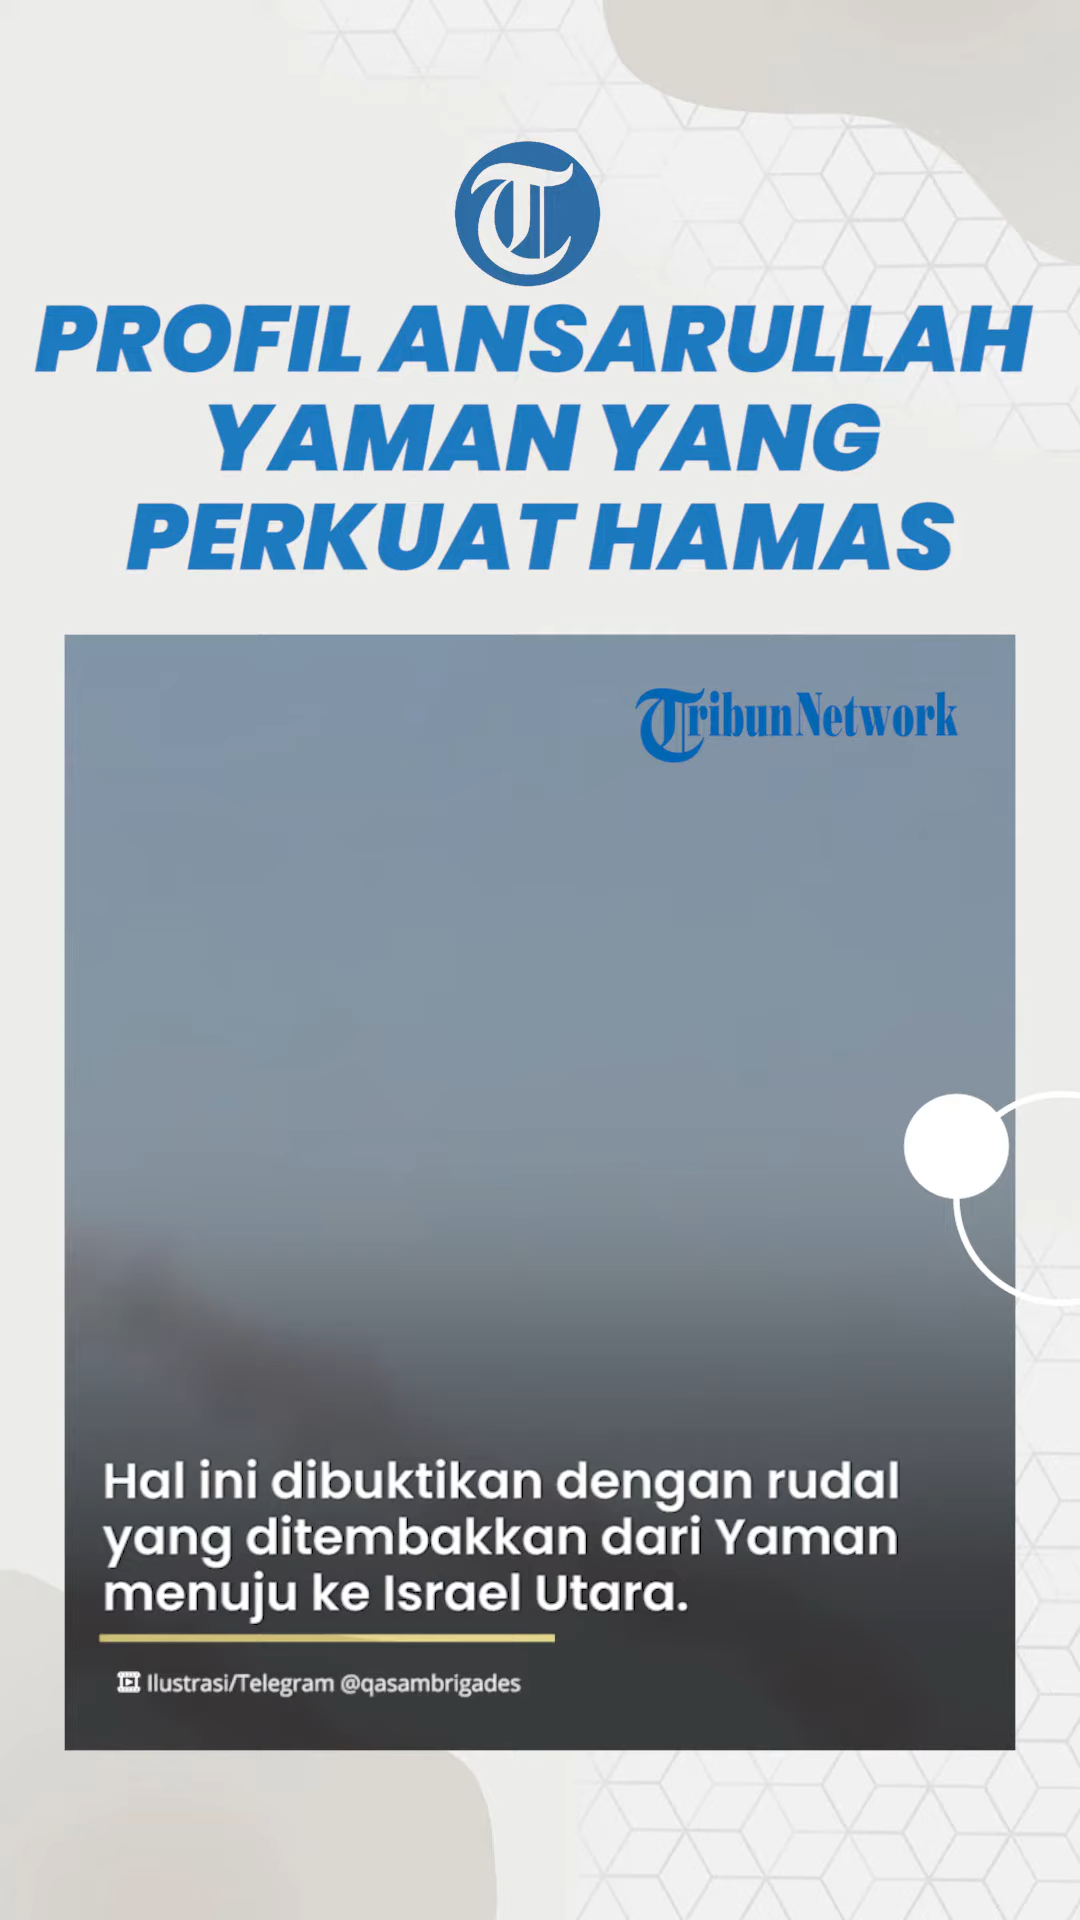 T
PROFIL ANSARULLAH
YAMAN YANG
PERKUAT HAMAS
TribunNetwork
Hal ini dibuktikan dengan rudal
yang ditembakkan dari Yaman
menuju ke Israel Utara.
Ilustrasi/Telegram @qasambrigades